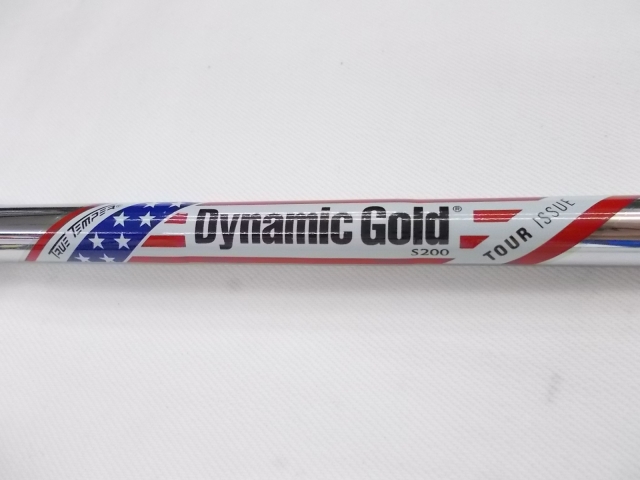 TRUE TEMPER
Dynamic Gold®
S200
TOUR ISSUE